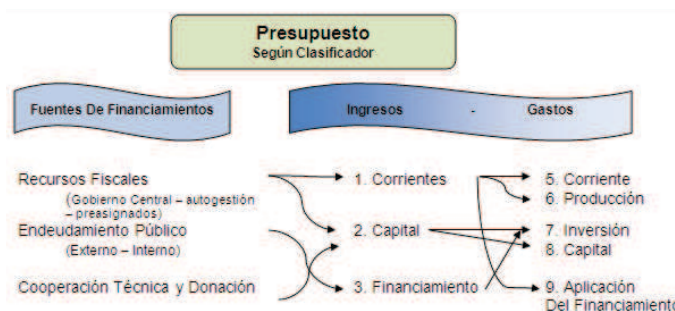 Presupuesto
Según Clasificador
Fuentes De Financiamientos
Ingresos - Gastos
Recursos Fiscales
(Gobierno Central – autogestión
– preasignados)
Endeudamiento Público
(Externo – Interno)
Cooperación Técnica y Donación
1. Corrientes
2. Capital
3. Financiamiento
5. Corriente
6. Producción
7. Inversión
8. Capital
9. Aplicación
Del Financiamiento